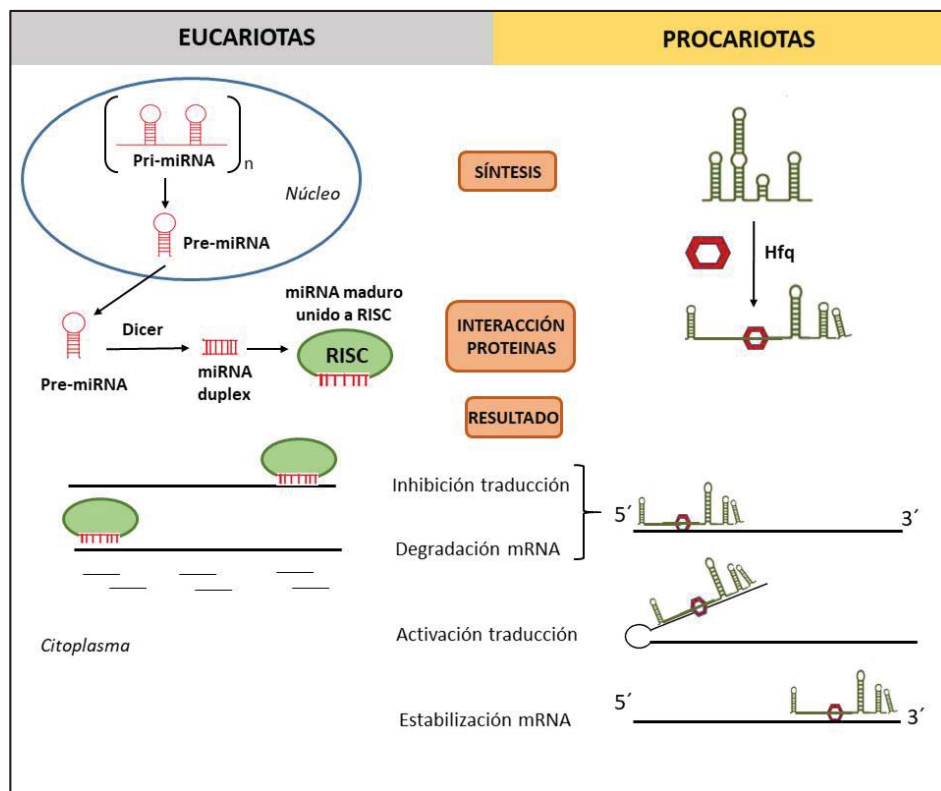 EUCARIOTAS
PROCARIOTAS
Pri-miRNA
n
Núcleo
Pre-miRNA
SÍNTESIS
Hfq
Pre-miRNA
Dicer
miRNA
duplex
miRNA maduro
unido a RISC
RISC
INTERACCIÓN
PROTEINAS
RESULTADO
Inhibición traducción
Degradación mRNA
5´
3´
Activación traducción
Citoplasma
Estabilización mRNA
5´
3´